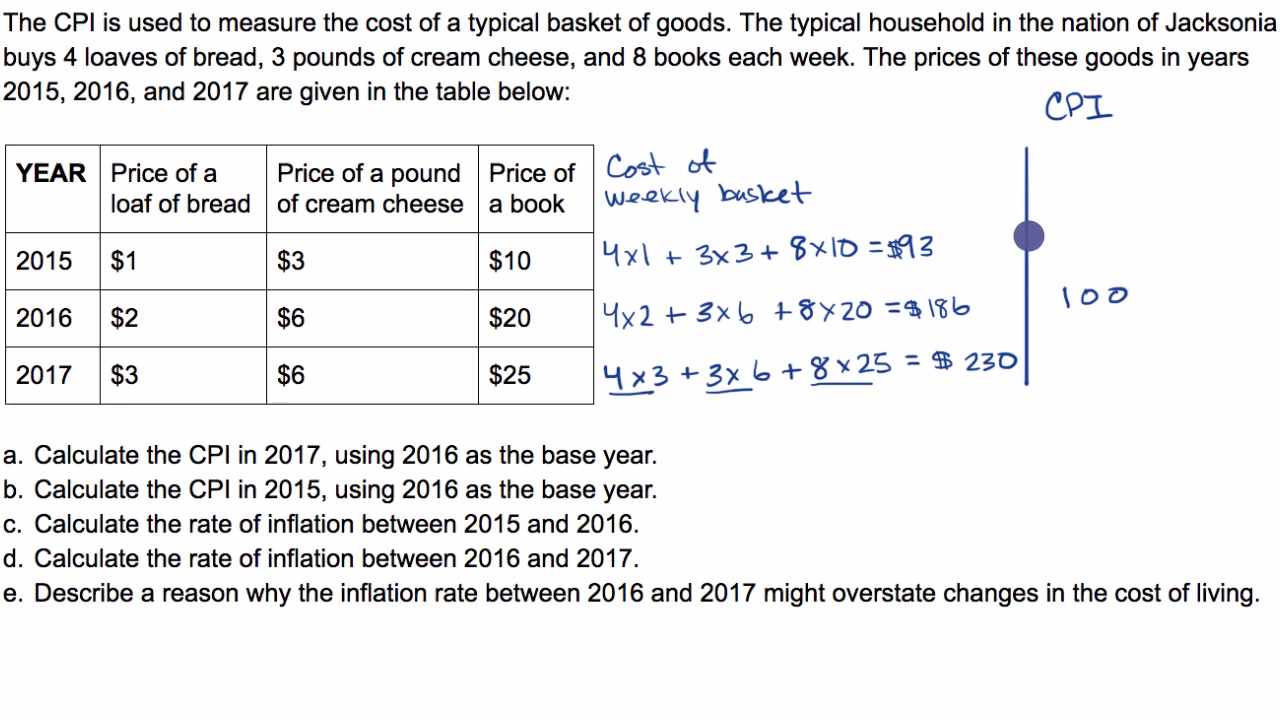 The CPI is used to measure the cost of a typical basket of goods. The typical household in the nation of Jacksonia
buys 4 loaves of bread, 3 pounds of cream cheese, and 8 books each week. The prices of these goods in years
2015, 2016, and 2017 are given in the table below:
CPI
YEAR Price of a loaf of bread Price of a pound of cream cheese Price of a book Cost of weekly basket
2015 $1 $3 $10 4x1 + 3x3 + 8x10 = $93
2016 $2 $6 $20 4x2 + 3x6 + 8x20 = $186 100
2017 $3 $6 $25 4x3 + 3x6 + 8x25 = $230
a. Calculate the CPI in 2017, using 2016 as the base year.
b. Calculate the CPI in 2015, using 2016 as the base year.
c. Calculate the rate of inflation between 2015 and 2016.
d. Calculate the rate of inflation between 2016 and 2017.
e. Describe a reason why the inflation rate between 2016 and 2017 might overstate changes in the cost of living.